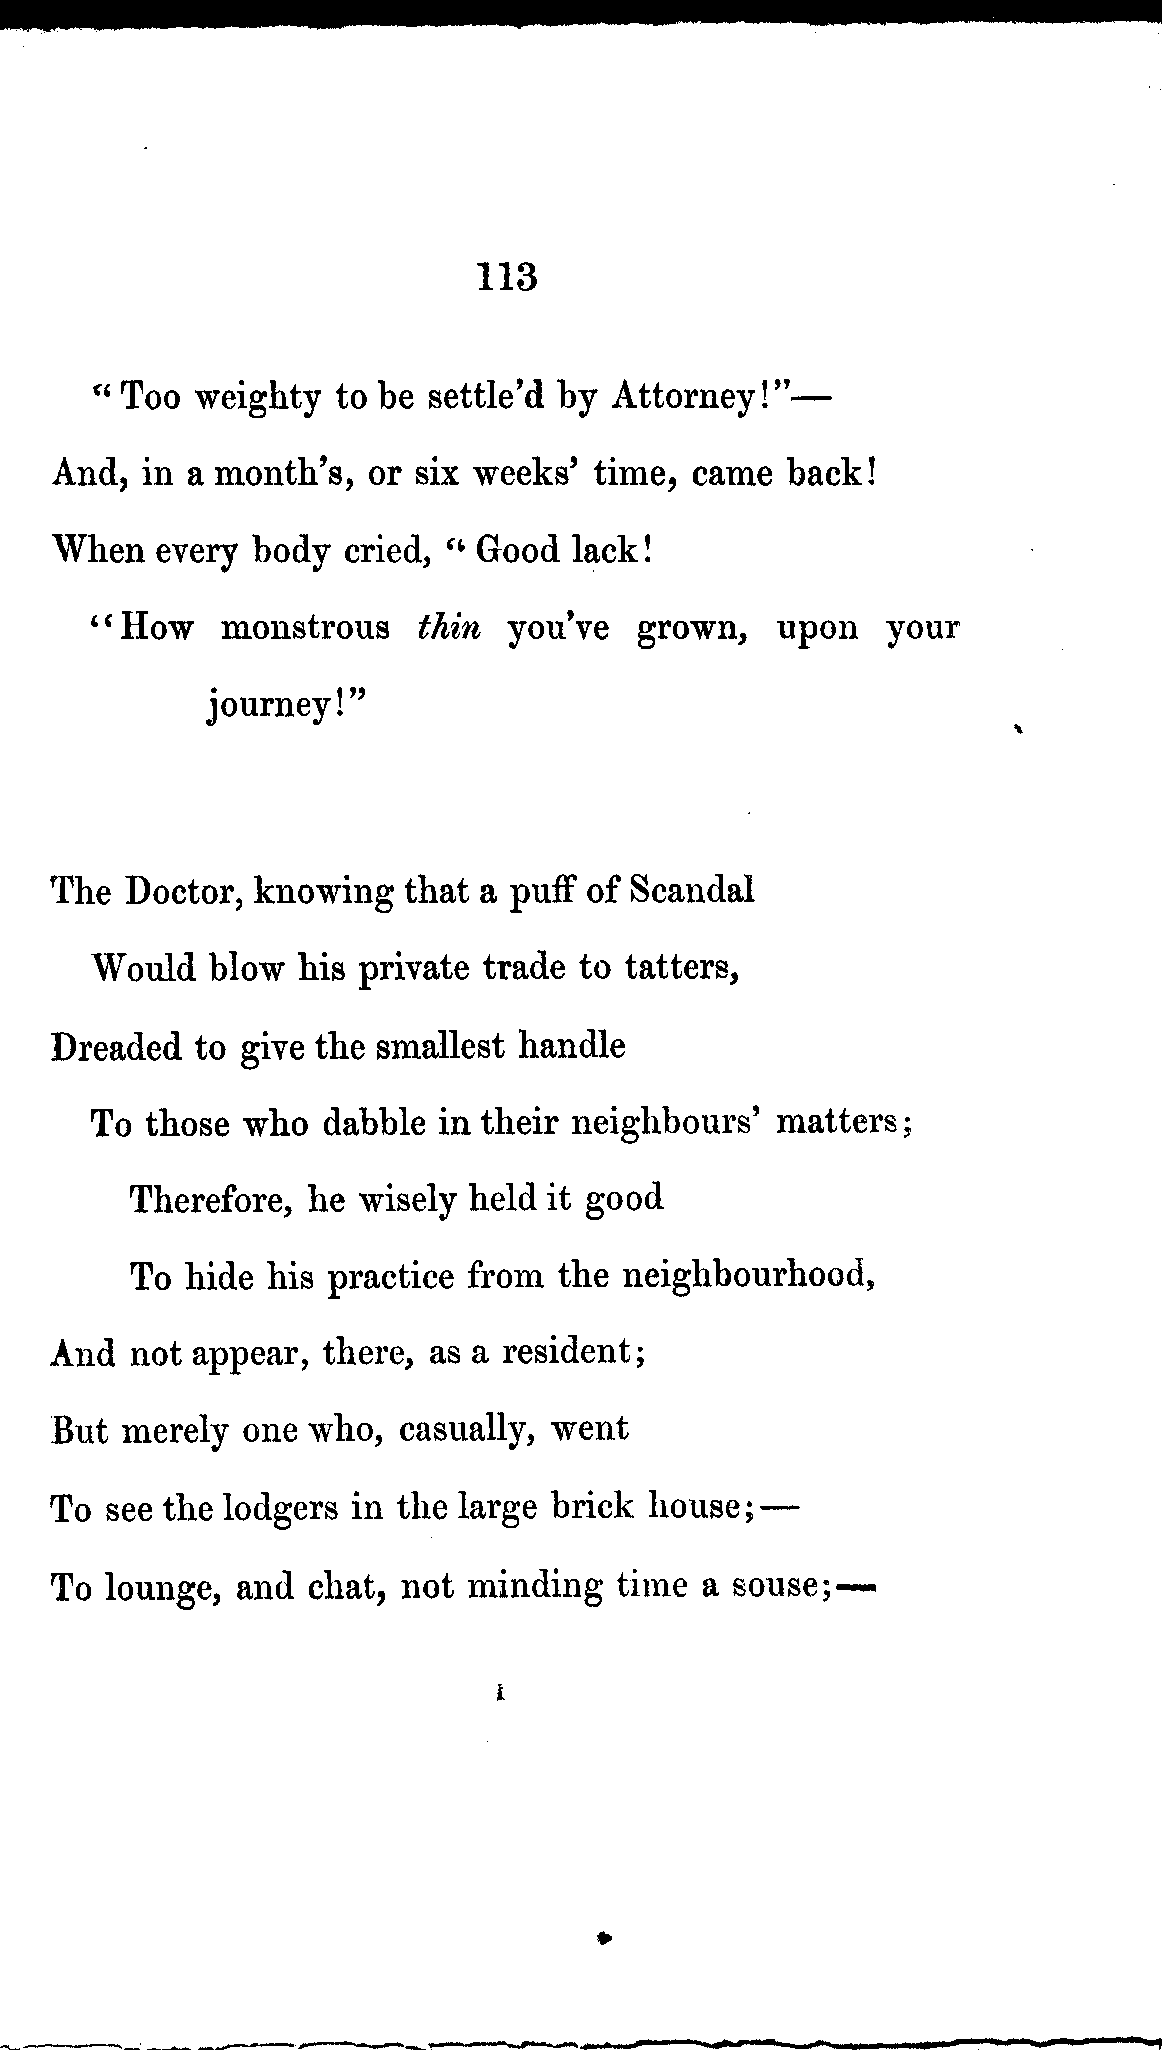 113
“Too weighty to be settle'd by Attorney!”—
And, in a month's, or six weeks' time, came back!
When every body cried, “Good lack!
“How monstrous thin you've grown, upon your
journey!”
The Doctor, knowing that a puff of Scandal
Would blow his private trade to tatters,
Dreaded to give the smallest handle
To those who dabble in their neighbours' matters;
Therefore, he wisely held it good
To hide his practice from the neighbourhood,
And not appear, there, as a resident;
But merely one who, casually, went
To see the lodgers in the large brick house;—
To lounge, and chat, not minding time a souse;—
i